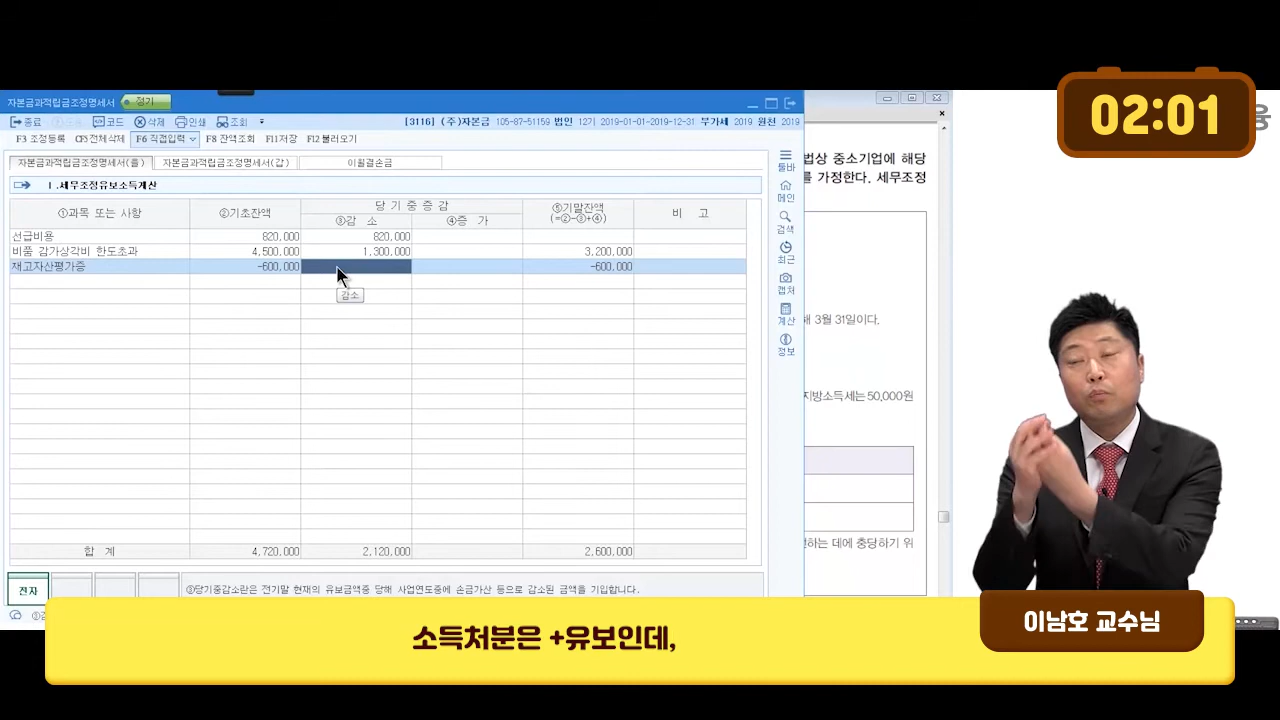 02:01
자본금과적립금조정명세서 정기
종료 코드 삭제 인쇄 조회
[3116] (주)자본금 105-87-51159 법인 12기 2019-01-01~2019-12-31 부가세 2019 원천 2019
F3 조정등록 CF5전체삭제 F6 직접입력 F8 잔액조회 F11저장 F12 불러오기
자본금과적립금조정명세서(을) 자본금과적립금조정명세서(갑) 이월결손금
Ⅰ.세무조정유보소득계산
①과목 또는 사항 ②기초잔액 당 기 중 증 감 ⑤기말잔액 (=②-③+④) 비 고
③감 소 ④증 가
선급비용 820,000 820,000
비품 감가상각비 한도초과 4,500,000 1,300,000 3,200,000
재고자산평가증 -600,000 -600,000
감소
합 계 4,720,000 2,120,000 2,600,000
전자
③당기중감소란은 전기말 현재의 유보금액중 당해 사업연도중에 손금가산 등으로 감소된 금액을 기입합니다.
툴바
메인
검색
최근
캡처
계산
정보
법상 중소기업에 해당
를 가정한다. 세무조정
해 3월 31일이다.
지방소득세는 50,000원
하는 데에 충당하기 위
융
이남호 교수님
소득처분은 +유보인데,